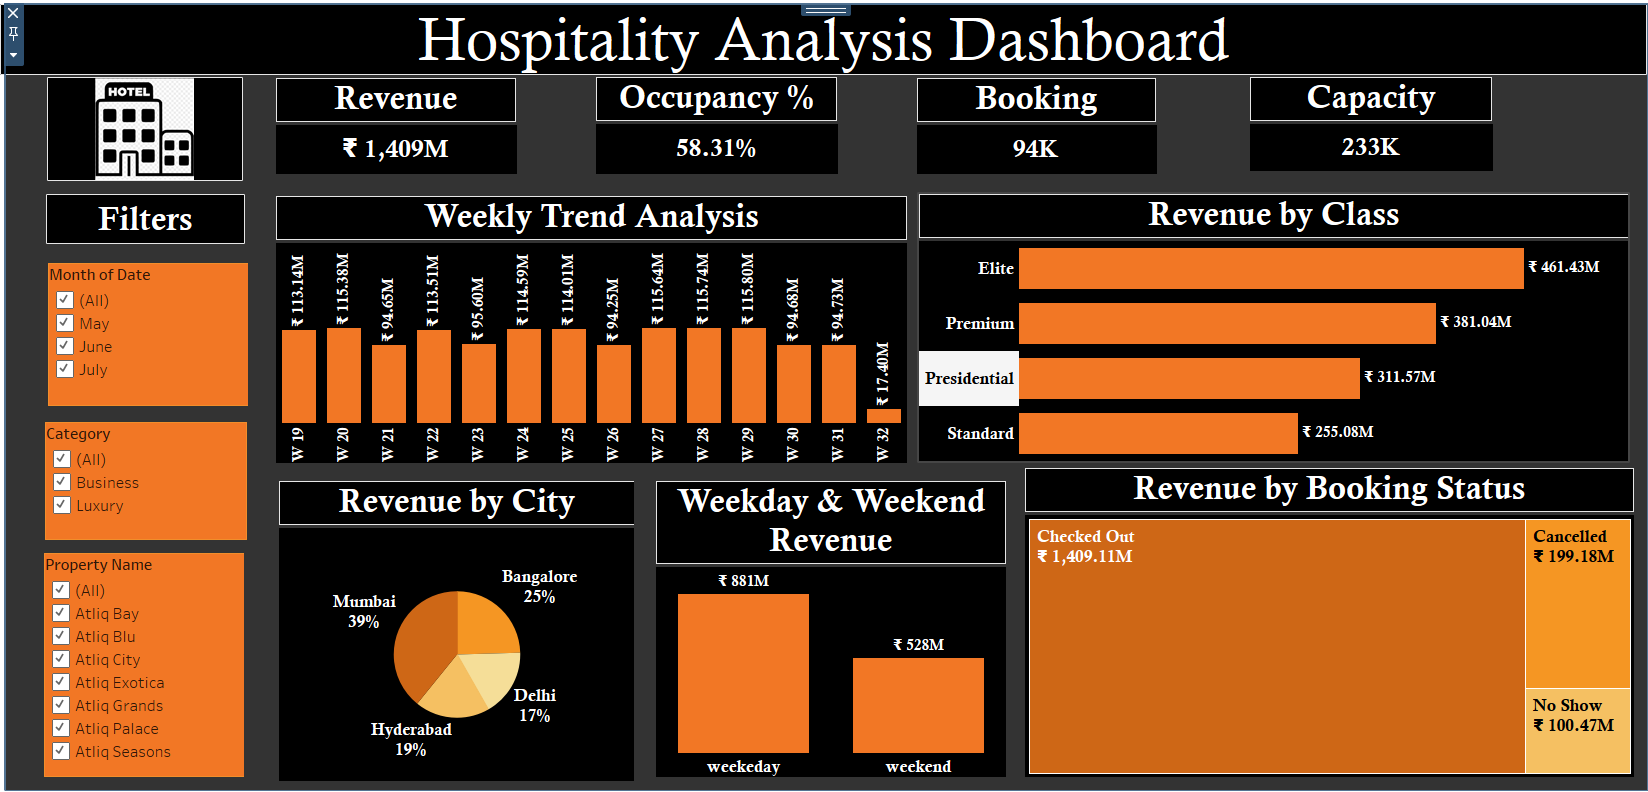 Hospitality Analysis Dashboard
HOTEL
Revenue
₹ 1,409M
Occupancy %
58.31%
Booking
94K
Capacity
233K
Filters
Month of Date
(All)
May
June
July
Category
(All)
Business
Luxury
Property Name
(All)
Atliq Bay
Atliq Blu
Atliq City
Atliq Exotica
Atliq Grands
Atliq Palace
Atliq Seasons
Weekly Trend Analysis
₹ 113.14M
₹ 115.38M
₹ 94.65M
₹ 113.51M
₹ 95.60M
₹ 114.59M
₹ 114.01M
₹ 94.25M
₹ 115.64M
₹ 115.74M
₹ 115.80M
₹ 94.68M
₹ 94.73M
₹ 17.40M
W 19
W 20
W 21
W 22
W 23
W 24
W 25
W 26
W 27
W 28
W 29
W 30
W 31
W 32
Revenue by Class
Elite
₹ 461.43M
Premium
₹ 381.04M
Presidential
₹ 311.57M
Standard
₹ 255.08M
Revenue by City
Bangalore
25%
Mumbai
39%
Delhi
17%
Hyderabad
19%
Weekday & Weekend
Revenue
₹ 881M
₹ 528M
weekeday
weekend
Revenue by Booking Status
Checked Out
₹ 1,409.11M
Cancelled
₹ 199.18M
No Show
₹ 100.47M